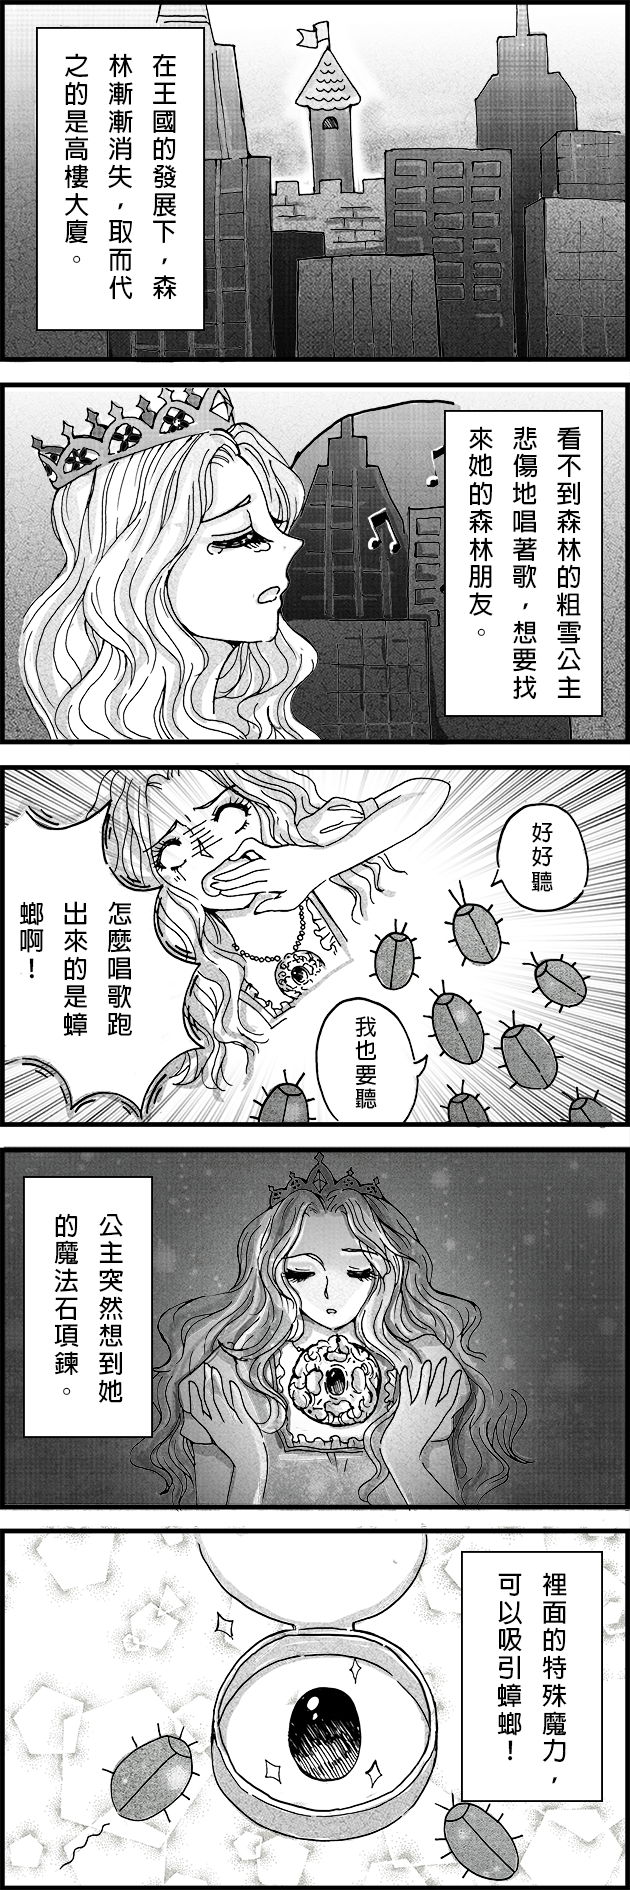 在王國的發展下，森
林漸漸消失，取而代
之的是高樓大廈。
看不到森林的粗雪公主
悲傷地唱著歌，想要找
來她的森林朋友。
好好聽
怎麼唱歌跑
出來的是蟑
螂啊！
我也要聽
公主突然想到她
的魔法石項鍊。
裡面的特殊魔力，
可以吸引蟑螂！